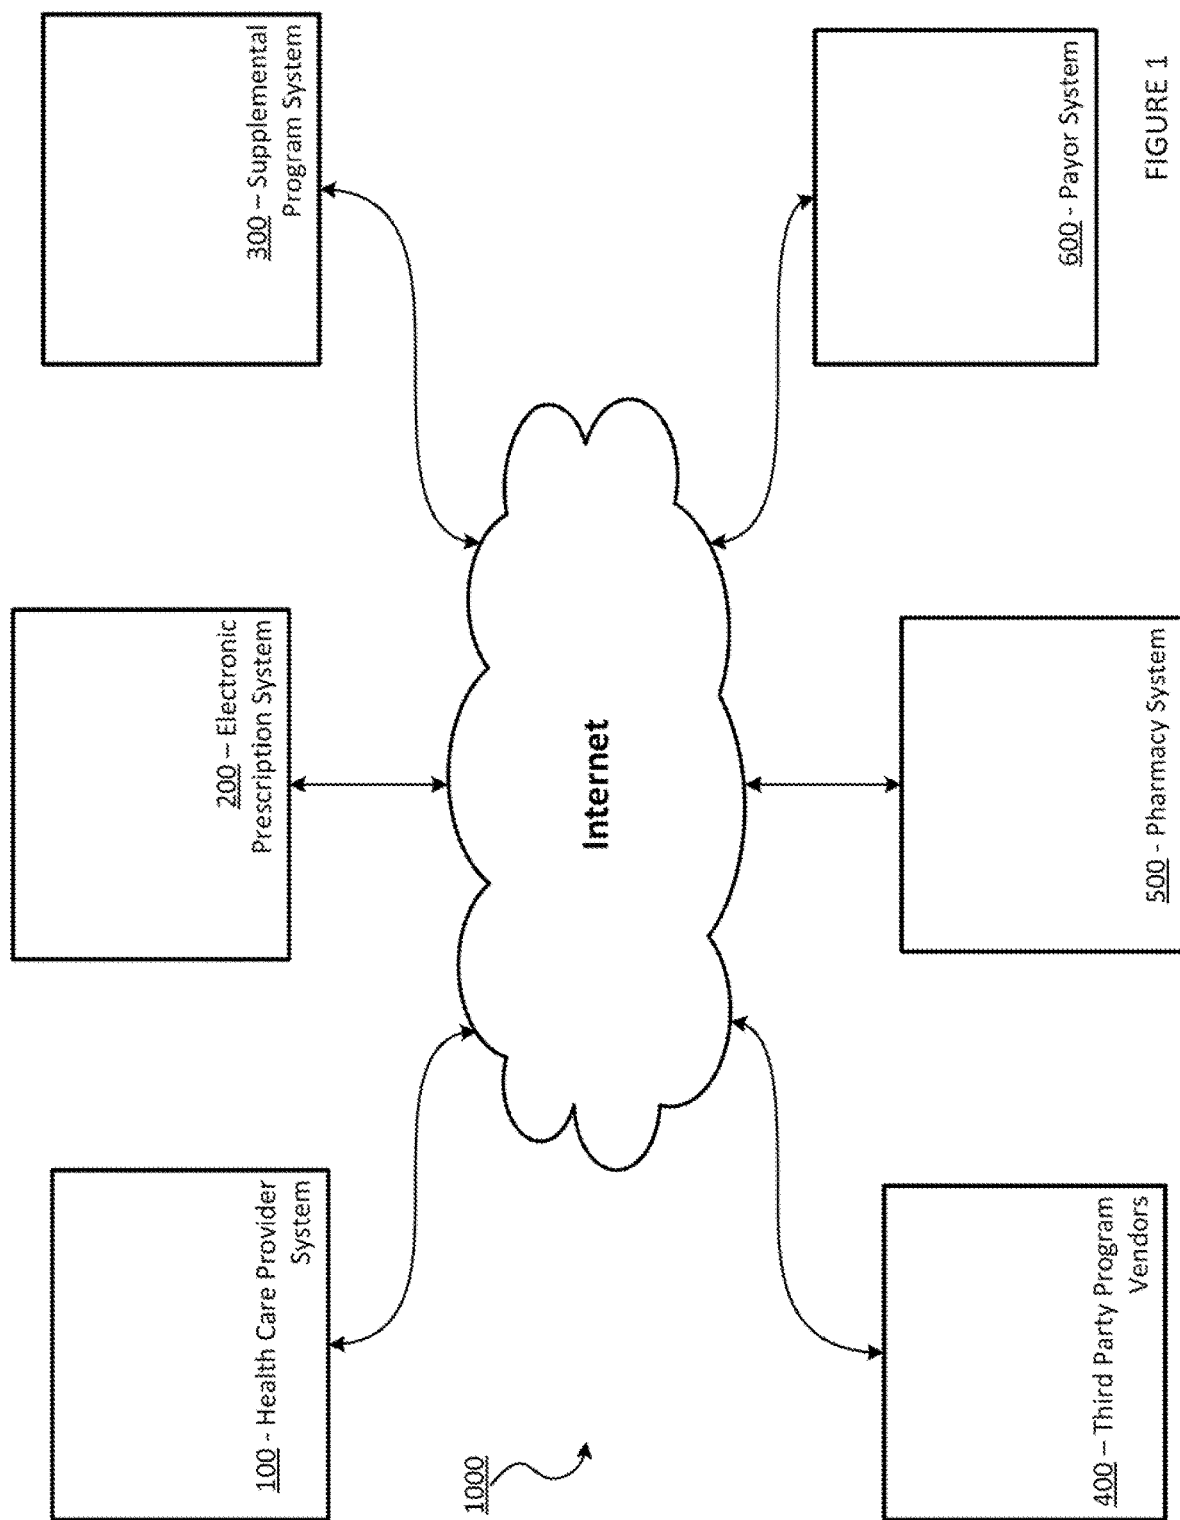 100 - Health Care Provider
System
200 – Electronic
Prescription System
300 – Supplemental
Program System
Internet
1000
400 – Third Party Program
Vendors
500 - Pharmacy System
600 - Payor System
FIGURE 1